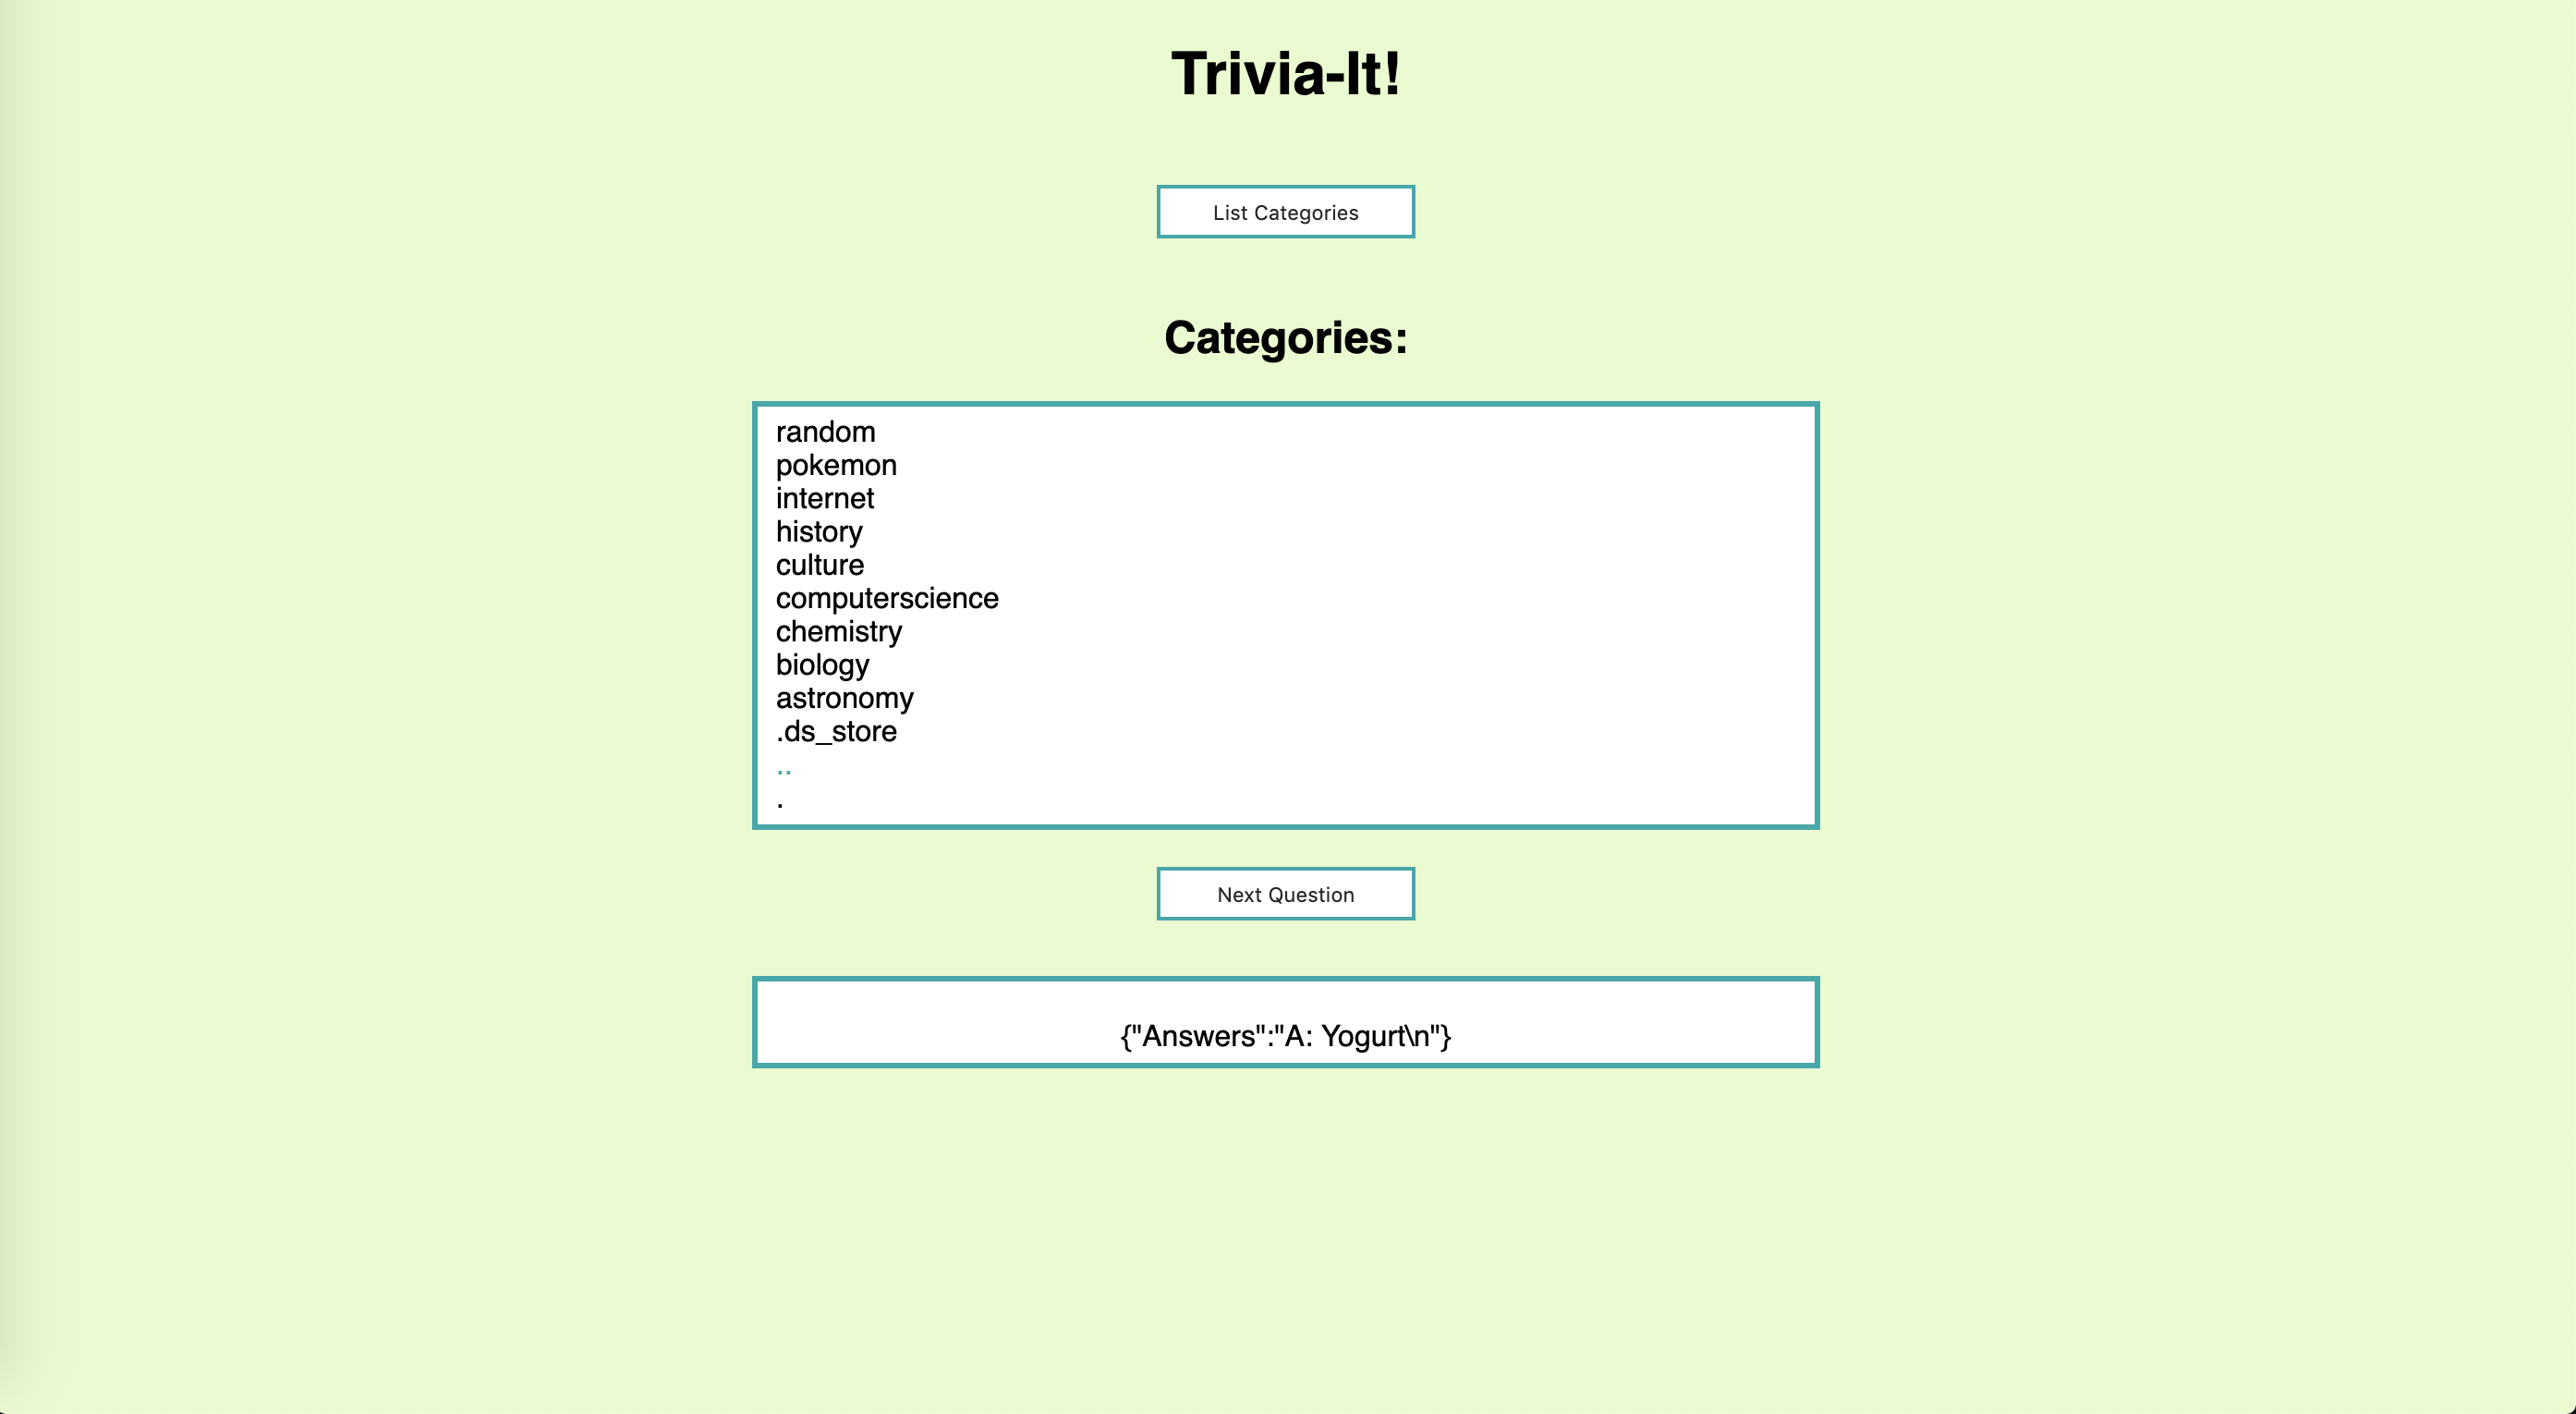 Trivia-It!
List Categories
Categories:
random
pokemon
internet
history
culture
computerscience
chemistry
biology
astronomy
.ds_store
..
.
Next Question
{"Answers":"A: Yogurt\n"}